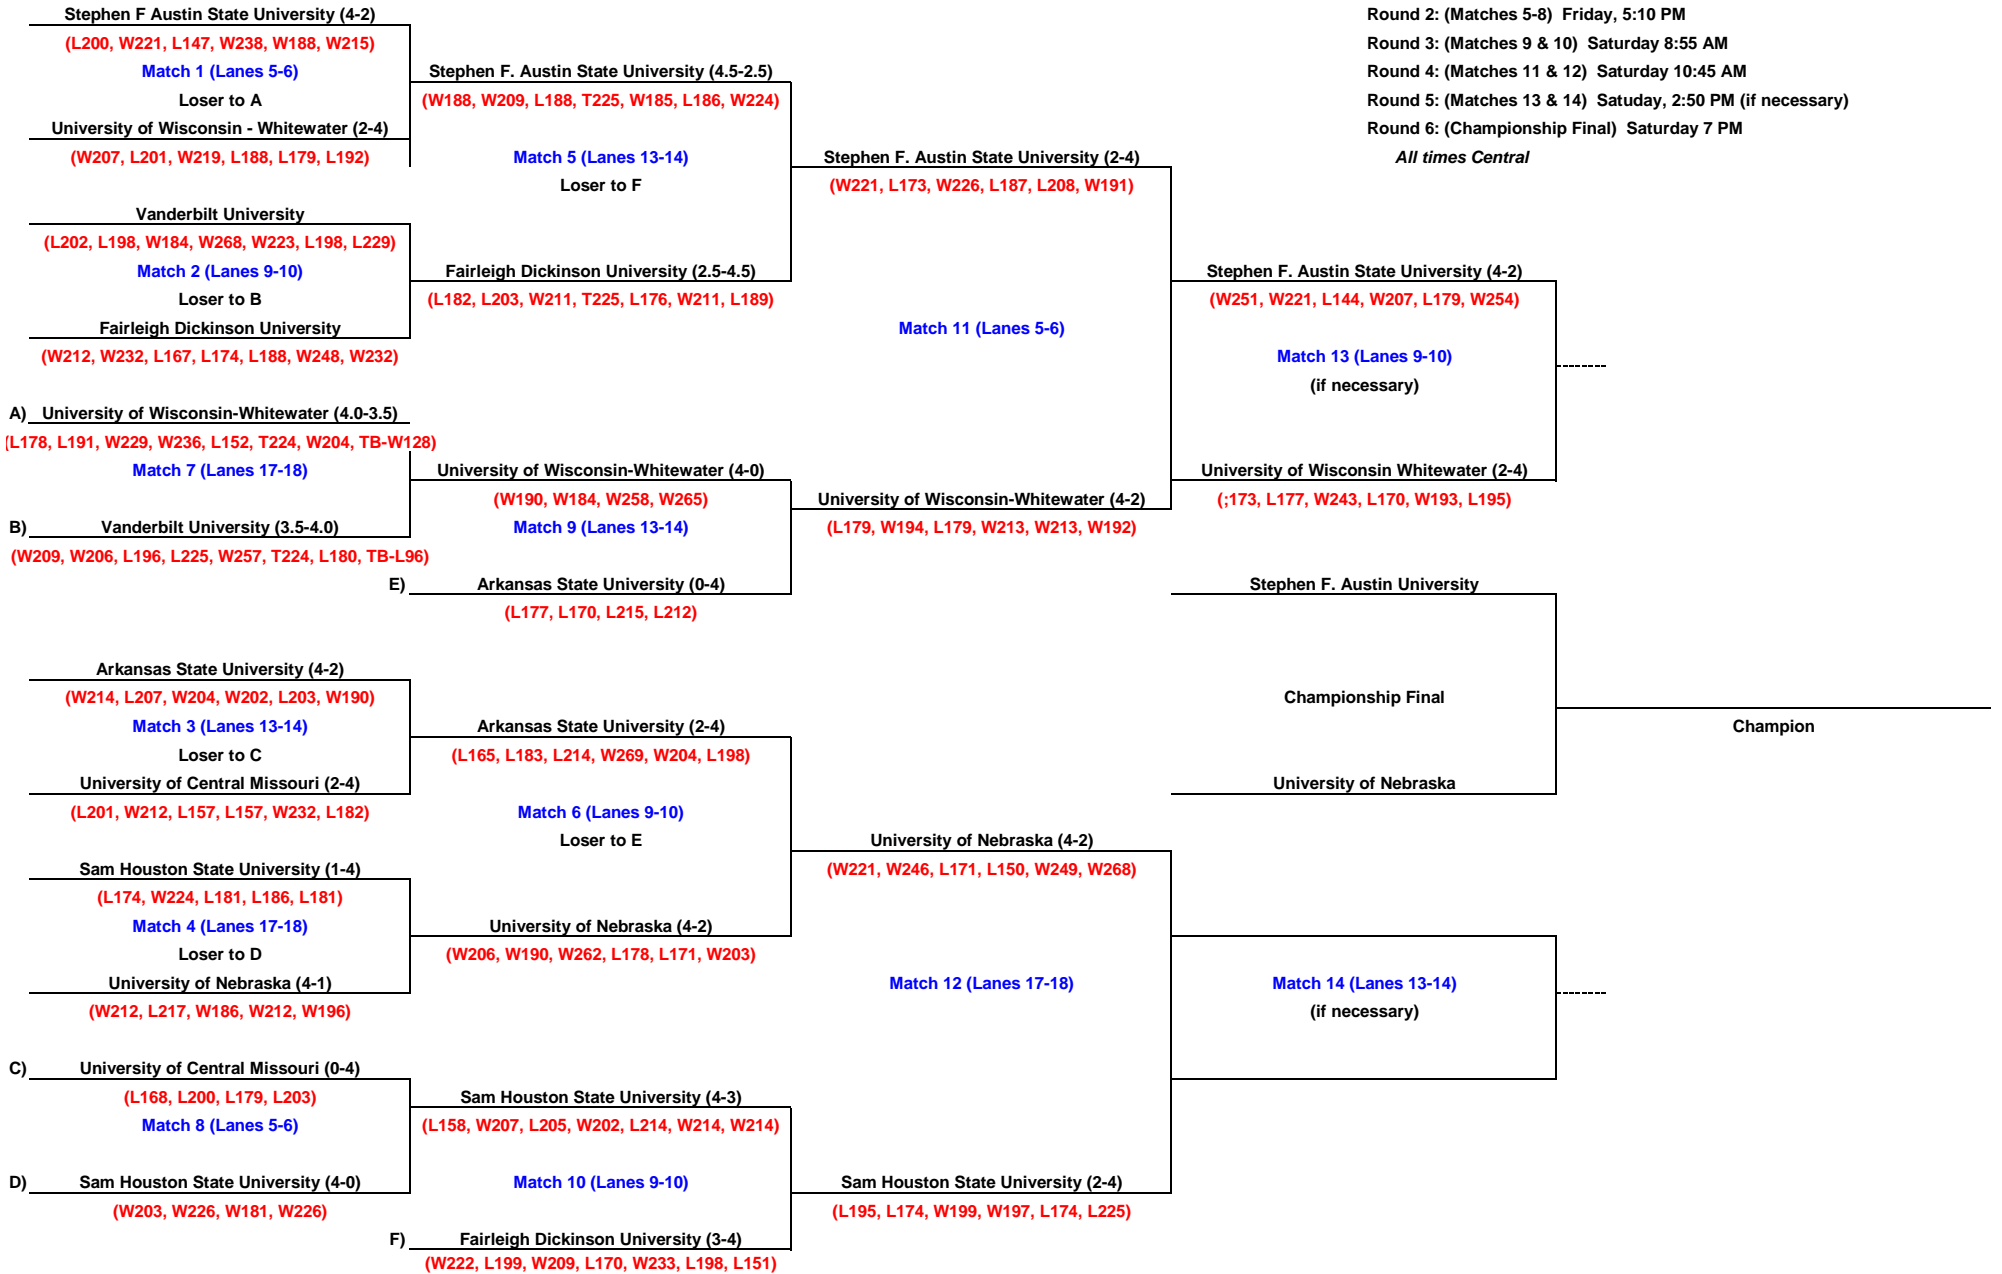 Stephen F Austin State University (4-2)
(L200, W221, L147, W238, W188, W215)
Match 1 (Lanes 5-6)
Loser to A
University of Wisconsin - Whitewater (2-4)
(W207, L201, W219, L188, L179, L192)
Vanderbilt University
(L202, L198, W184, W268, W223, L198, L229)
Match 2 (Lanes 9-10)
Loser to B
Fairleigh Dickinson University
(W212, W232, L167, L174, L188, W248, W232)
A) University of Wisconsin-Whitewater (4.0-3.5)
(L178, L191, W229, W236, L152, T224, W204, TB-W128)
Match 7 (Lanes 17-18)
B) Vanderbilt University (3.5-4.0)
(W209, W206, L196, L225, W257, T224, L180, TB-L96)
Arkansas State University (4-2)
(W214, L207, W204, W202, L203, W190)
Match 3 (Lanes 13-14)
Loser to C
University of Central Missouri (2-4)
(L201, W212, L157, L157, W232, L182)
Sam Houston State University (1-4)
(L174, W224, L181, L186, L181)
Match 4 (Lanes 17-18)
Loser to D
University of Nebraska (4-1)
(W212, L217, W186, W212, W196)
C) University of Central Missouri (0-4)
(L168, L200, L179, L203)
Match 8 (Lanes 5-6)
D) Sam Houston State University (4-0)
(W203, W226, W181, W226)
Stephen F. Austin State University (4.5-2.5)
(W188, W209, L188, T225, W185, L186, W224)
Match 5 (Lanes 13-14)
Loser to F
Fairleigh Dickinson University (2.5-4.5)
(L182, L203, W211, T225, L176, W211, L189)
University of Wisconsin-Whitewater (4-0)
(W190, W184, W258, W265)
Match 9 (Lanes 13-14)
E) Arkansas State University (0-4)
(L177, L170, L215, L212)
Arkansas State University (2-4)
(L165, L183, L214, W269, W204, L198)
Match 6 (Lanes 9-10)
Loser to E
University of Nebraska (4-2)
(W206, W190, W262, L178, L171, W203)
Sam Houston State University (4-3)
(L158, W207, L205, W202, L214, W214, W214)
Match 10 (Lanes 9-10)
F) Fairleigh Dickinson University (3-4)
(W222, L199, W209, L170, W233, L198, L151)
Stephen F. Austin State University (2-4)
(W221, L173, W226, L187, L208, W191)
Match 11 (Lanes 5-6)
University of Wisconsin-Whitewater (4-2)
(L179, W194, L179, W213, W213, W192)
University of Nebraska (4-2)
(W221, W246, L171, L150, W249, W268)
Match 12 (Lanes 17-18)
Sam Houston State University (2-4)
(L195, L174, W199, W197, L174, L225)
Round 2: (Matches 5-8) Friday, 5:10 PM
Round 3: (Matches 9 & 10) Saturday 8:55 AM
Round 4: (Matches 11 & 12) Saturday 10:45 AM
Round 5: (Matches 13 & 14) Satuday, 2:50 PM (if necessary)
Round 6: (Championship Final) Saturday 7 PM
All times Central
Stephen F. Austin State University (4-2)
(W251, W221, L144, W207, L179, W254)
Match 13 (Lanes 9-10)
(if necessary)
University of Wisconsin Whitewater (2-4)
(;173, L177, W243, L170, W193, L195)
Stephen F. Austin University
Championship Final
University of Nebraska
Champion
Match 14 (Lanes 13-14)
(if necessary)